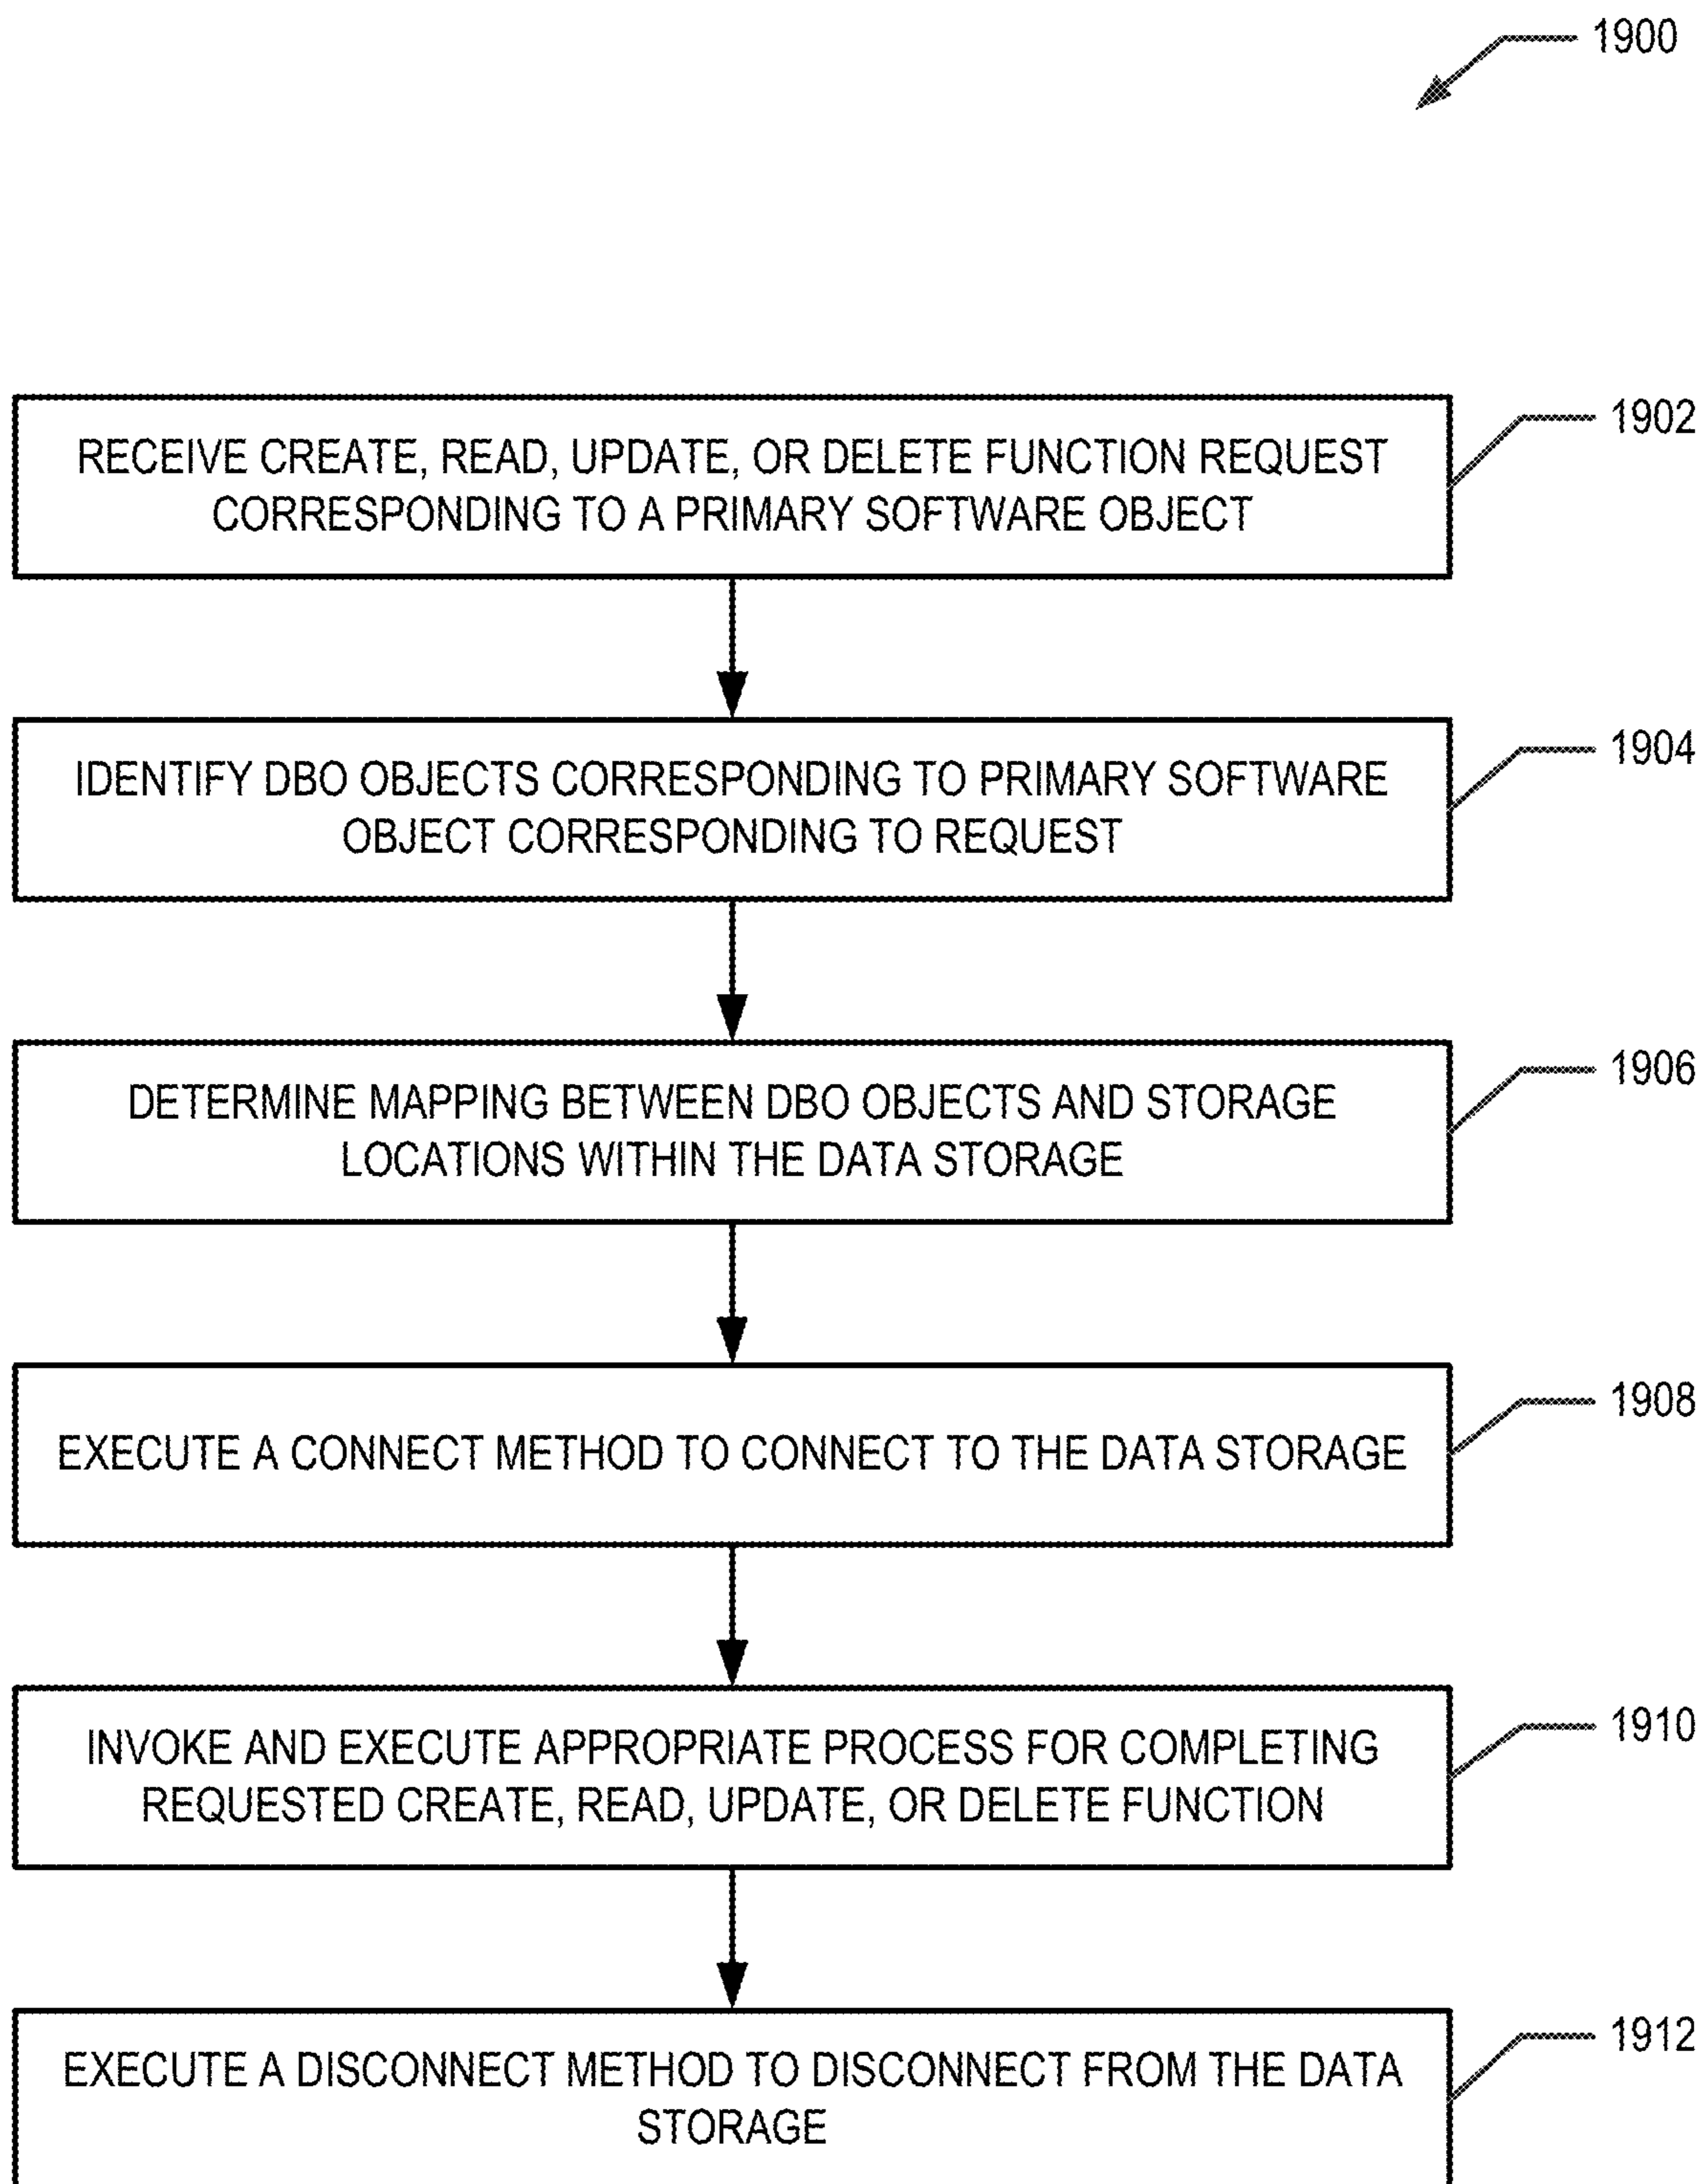 1900
RECEIVE CREATE, READ, UPDATE, OR DELETE FUNCTION REQUEST
CORRESPONDING TO A PRIMARY SOFTWARE OBJECT
1902
IDENTIFY DBO OBJECTS CORRESPONDING TO PRIMARY SOFTWARE
OBJECT CORRESPONDING TO REQUEST
1904
DETERMINE MAPPING BETWEEN DBO OBJECTS AND STORAGE
LOCATIONS WITHIN THE DATA STORAGE
1906
EXECUTE A CONNECT METHOD TO CONNECT TO THE DATA STORAGE
1908
INVOKE AND EXECUTE APPROPRIATE PROCESS FOR COMPLETING
REQUESTED CREATE, READ, UPDATE, OR DELETE FUNCTION
1910
EXECUTE A DISCONNECT METHOD TO DISCONNECT FROM THE DATA
STORAGE
1912